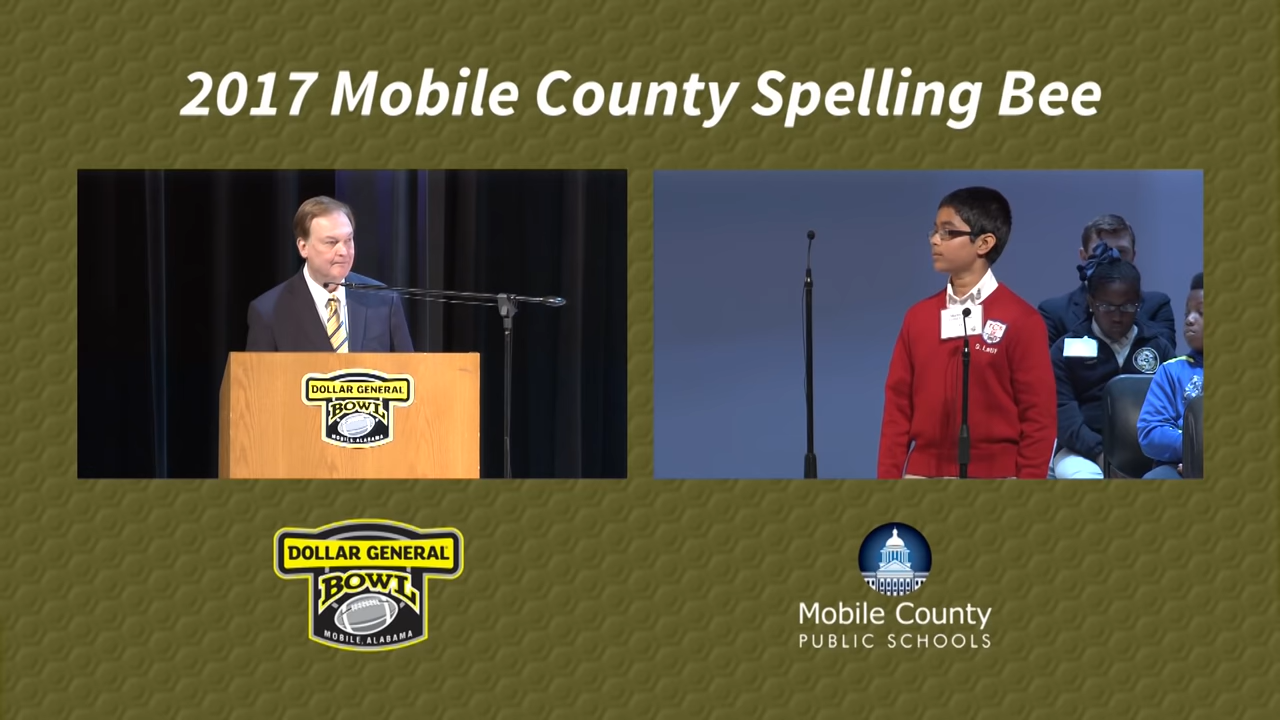 2017 Mobile County Spelling Bee
DOLLAR GENERAL
BOWL
MOBILE, ALABAMA
DOLLAR GENERAL
BOWL
MOBILE, ALABAMA
Mobile County
PUBLIC SCHOOLS